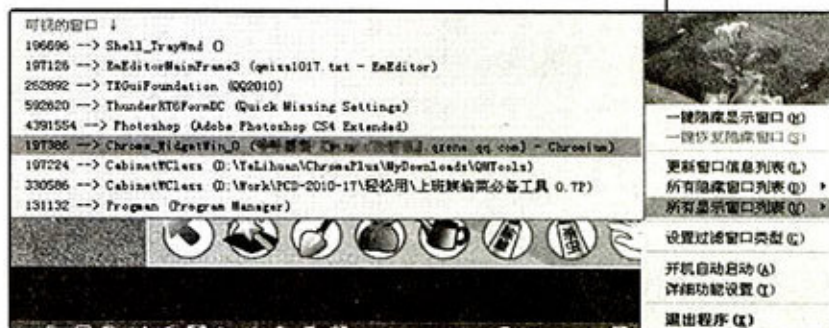 可视的窗口 ↓
196696 --> Shell_TrayWnd ()
197126 --> EmEditorMainFrame3 (qmiss1017.txt - EmEditor)
262892 --> TXGuiFoundation (QQ2010)
592620 --> ThunderRT6FormDC (Quick Missing Settings)
4391554 --> Photoshop (Adobe Photoshop CS4 Extended)
197386 --> Chrome_WidgetWin_0 qzone.qq.com) - Chromium)
197224 --> CabinetWClass (D:\YeLihuan\ChromePlus\MyDownloads\QMTools)
330586 --> CabinetWClass (D:\Work\PCD-2010-17\轻松用\上班族偷菜必备工具 0.7P)
131132 --> Progman (Program Manager)
一键隐藏显示窗口(H)
一键恢复隐藏窗口(S)
更新窗口信息列表(L)
所有隐藏窗口列表(D)
所有显示窗口列表(U)
设置过滤窗口类型(C)
开机自动启动(A)
详细功能设置(T)
退出程序(X)